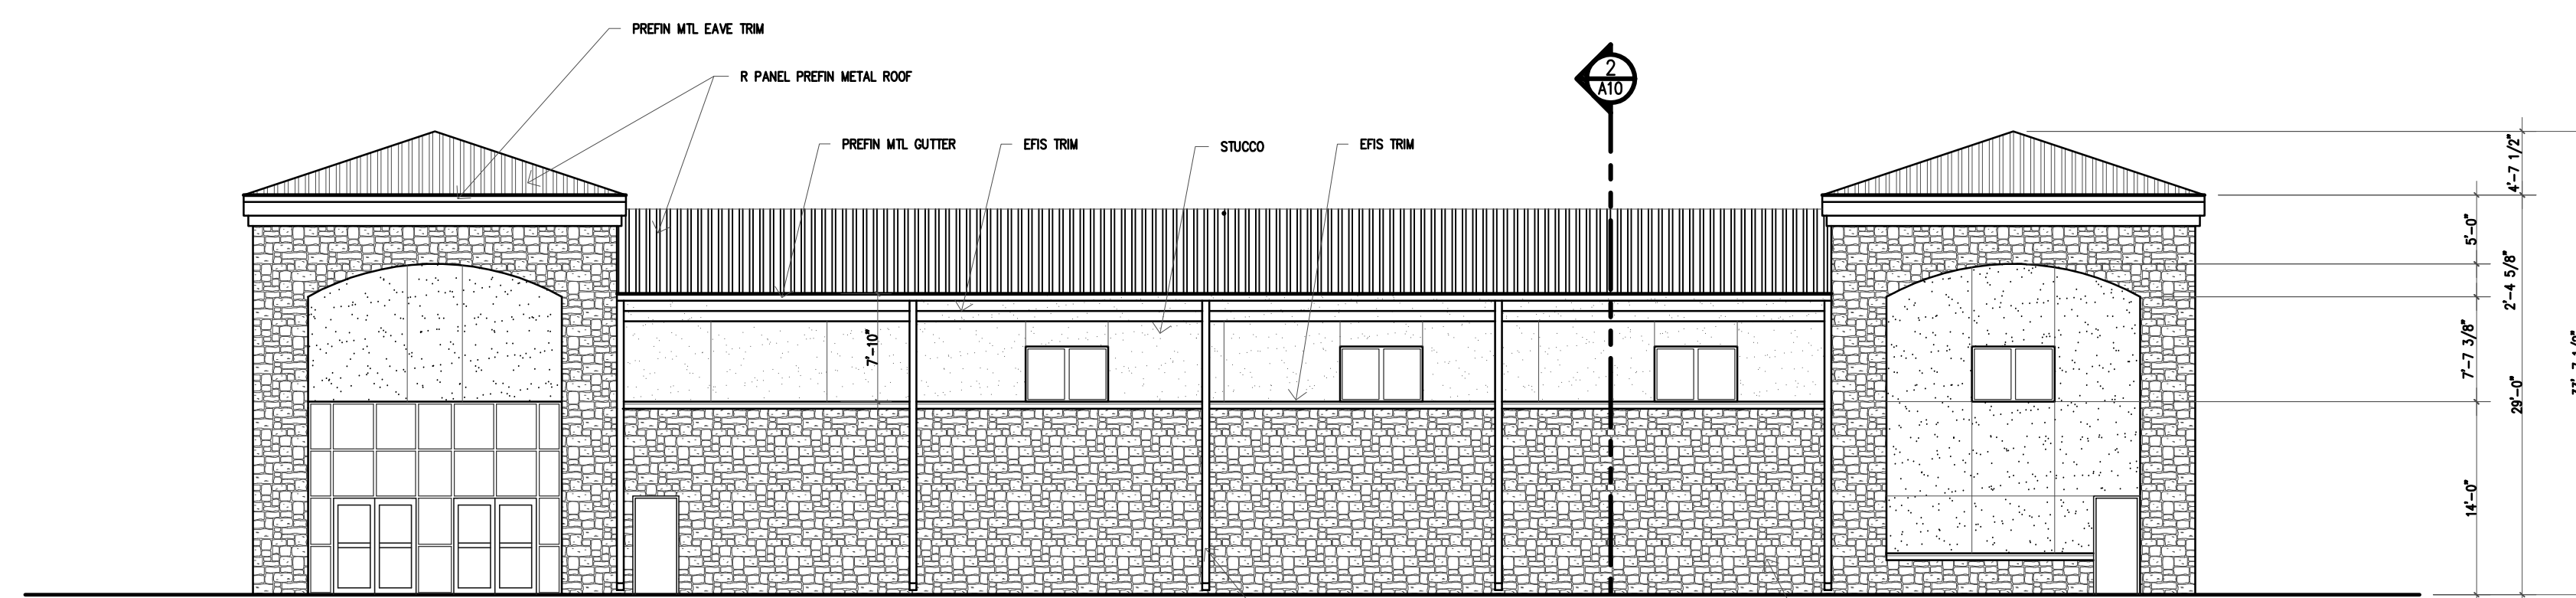 PREFIN MTL EAVE TRIM
R PANEL PREFIN METAL ROOF
PREFIN MTL GUTTER
EFIS TRIM
STUCCO
EFIS TRIM
2
A10
7'-10"
4'-7 1/2"
5'-0"
2'-4 5/8"
7'-7 3/8"
29'-0"
14'-0"